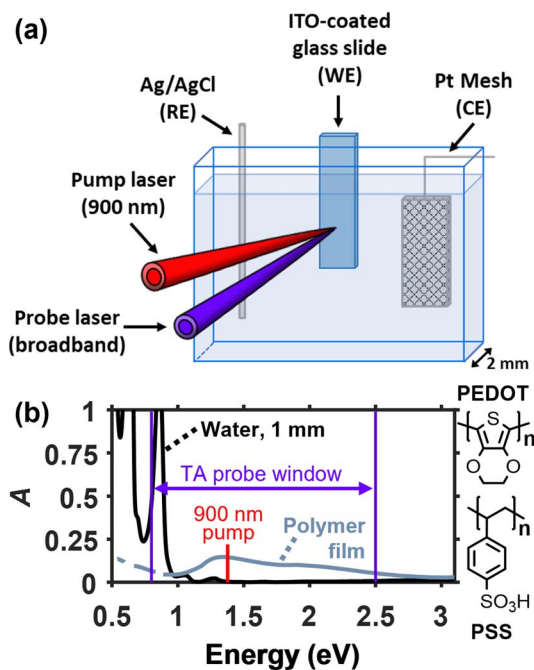 (a)
ITO-coated
glass slide
(WE)
Ag/AgCl
(RE)
Pt Mesh
(CE)
Pump laser
(900 nm)
Probe laser
(broadband)
2 mm
(b)
1
0.75
0.5
0.25
0
A
Water, 1 mm
TA probe window
900 nm
pump
Polymer
film
0.5 1 1.5 2 2.5 3
Energy (eV)
PEDOT
S
n
O O
n
SO₃H
PSS